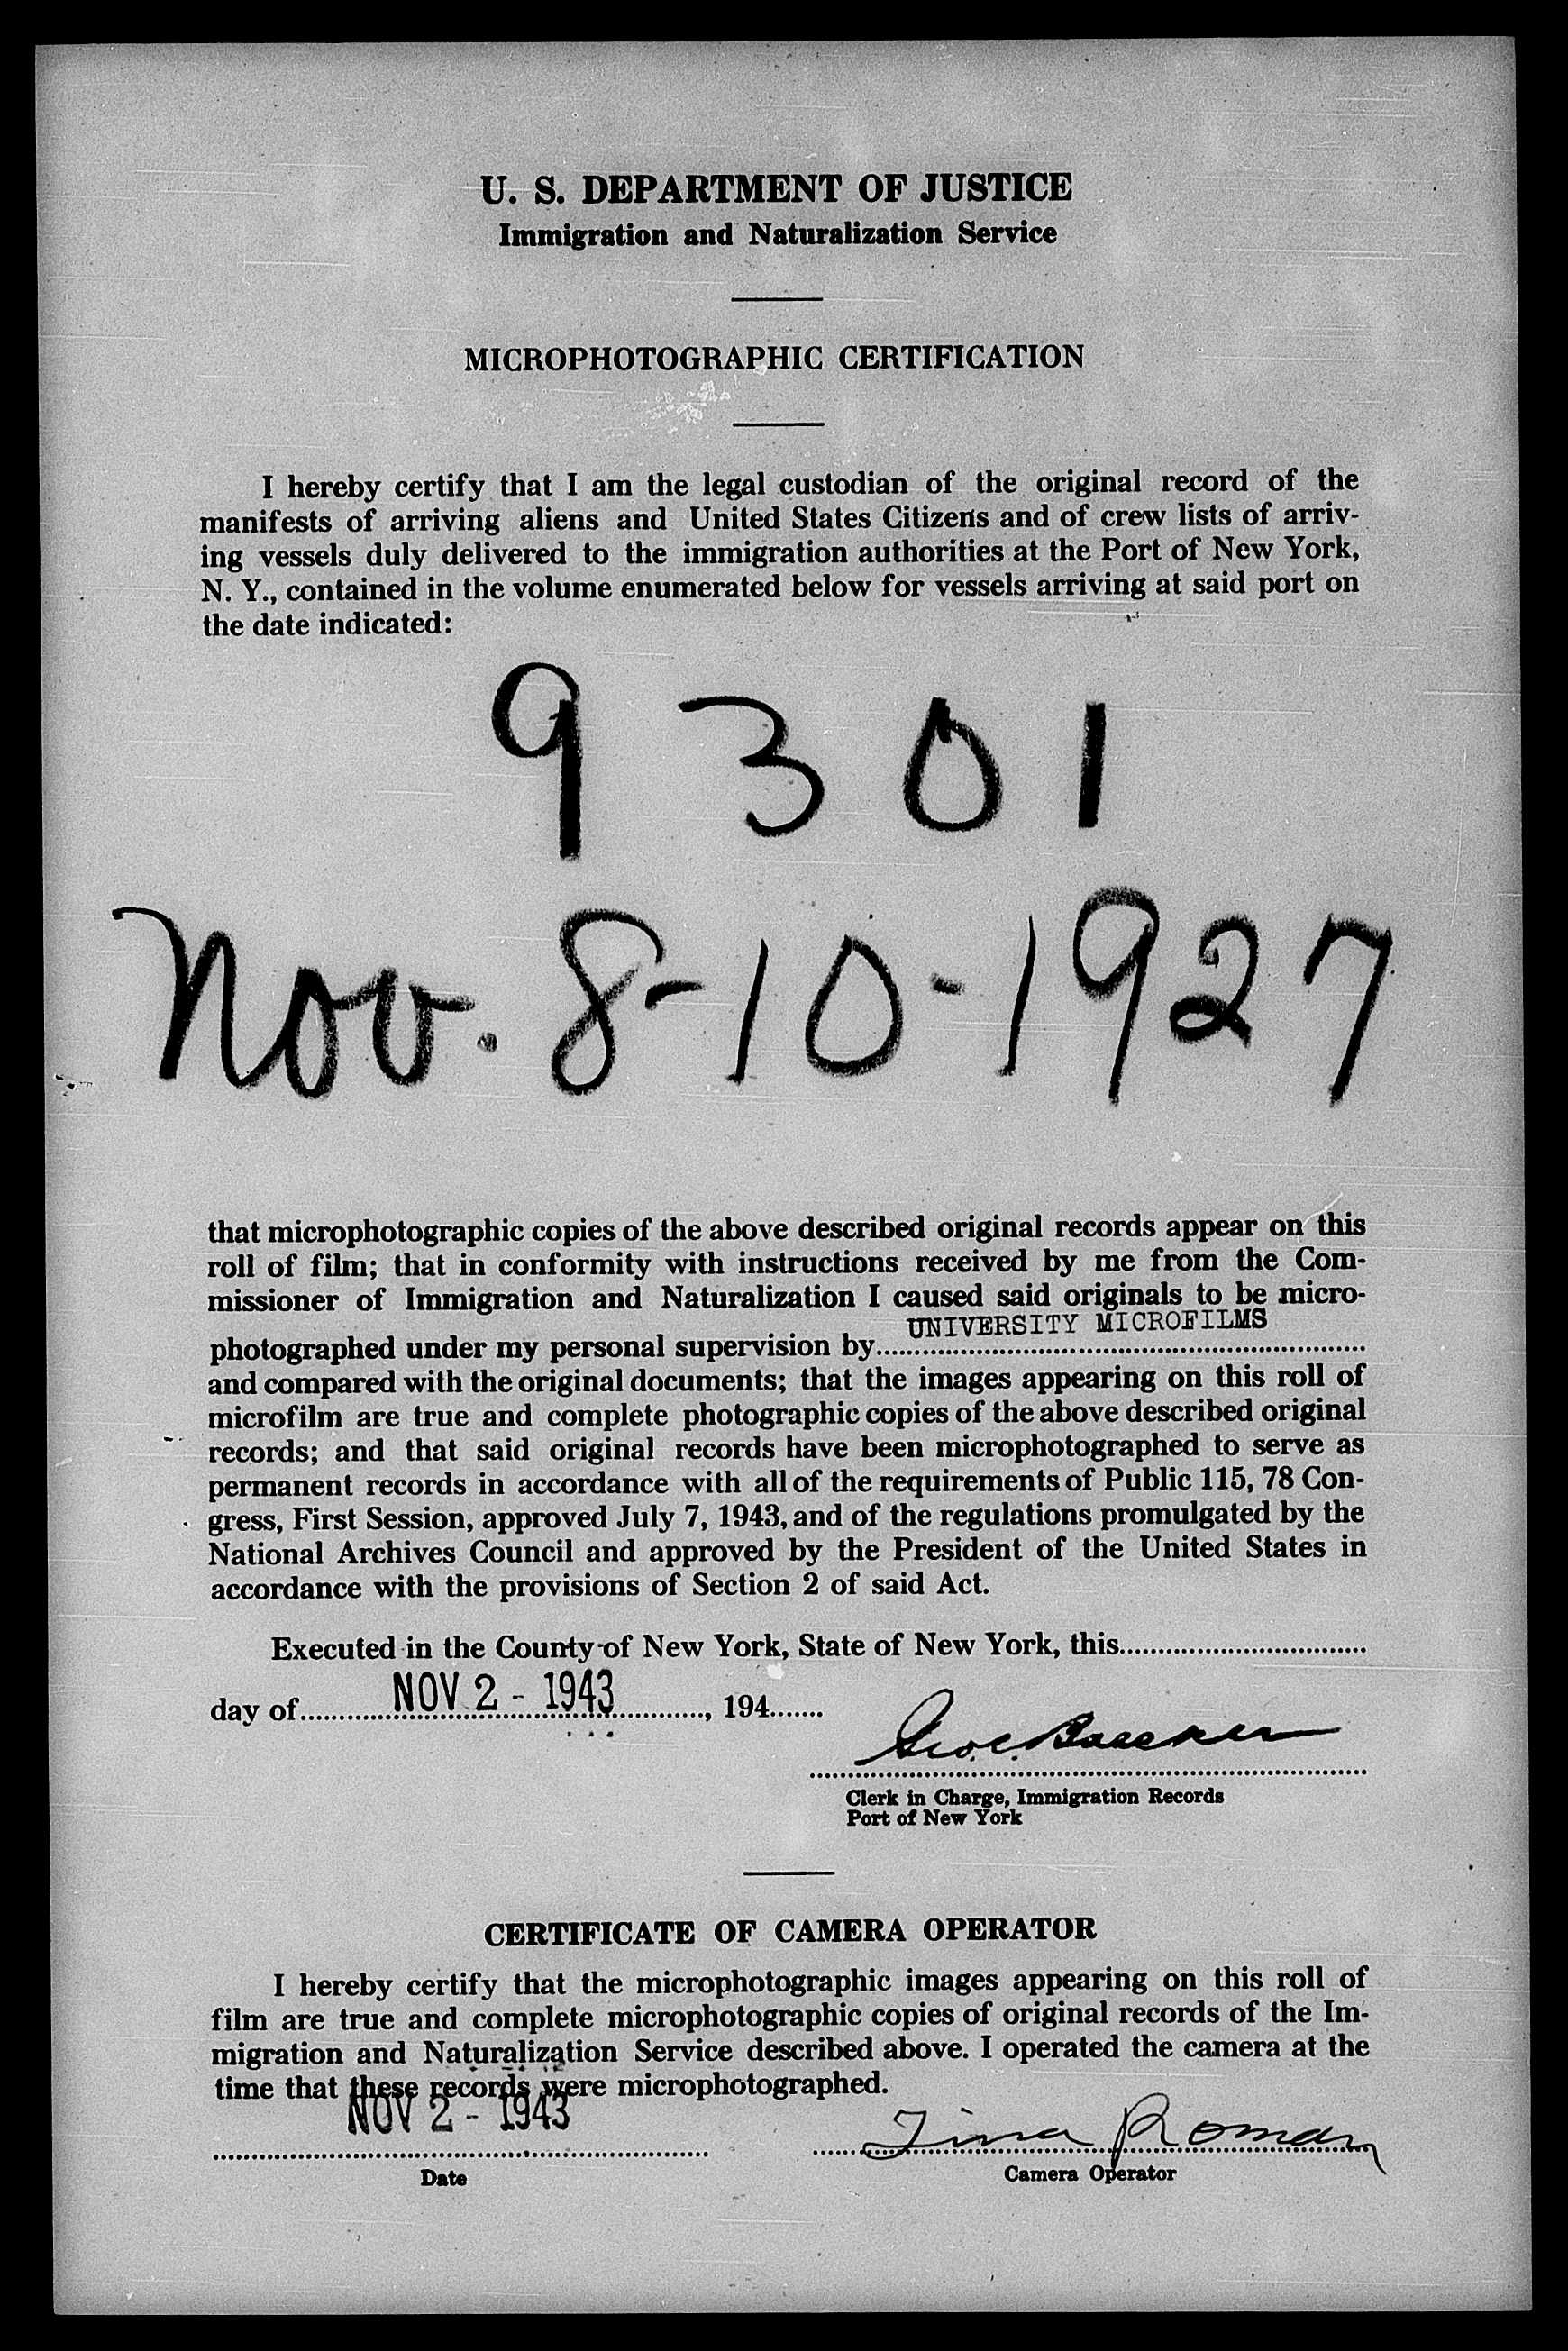 U. S. DEPARTMENT OF JUSTICE
Immigration and Naturalization Service
MICROPHOTOGRAPHIC CERTIFICATION
I hereby certify that I am the legal custodian of the original record of the
manifests of arriving aliens and United States Citizens and of crew lists of arriv-
ing vessels duly delivered to the immigration authorities at the Port of New York,
N. Y., contained in the volume enumerated below for vessels arriving at said port on
the date indicated:
9301
Nov. 8-10-1927
that microphotographic copies of the above described original records appear on this
roll of film; that in conformity with instructions received by me from the Com-
missioner of Immigration and Naturalization I caused said originals to be micro-
photographed under my personal supervision by UNIVERSITY MICROFILMS
and compared with the original documents; that the images appearing on this roll of
microfilm are true and complete photographic copies of the above described original
records; and that said original records have been microphotographed to serve as
permanent records in accordance with all of the requirements of Public 115, 78 Con-
gress, First Session, approved July 7, 1943, and of the regulations promulgated by the
National Archives Council and approved by the President of the United States in
accordance with the provisions of Section 2 of said Act.
Executed in the County of New York, State of New York, this
day of NOV 2 - 1943, 194
Clerk in Charge, Immigration Records
Port of New York
CERTIFICATE OF CAMERA OPERATOR
I hereby certify that the microphotographic images appearing on this roll of
film are true and complete microphotographic copies of original records of the Im-
migration and Naturalization Service described above. I operated the camera at the
time that these records were microphotographed.
NOV 2 - 1943
Tina Roman
Date
Camera Operator